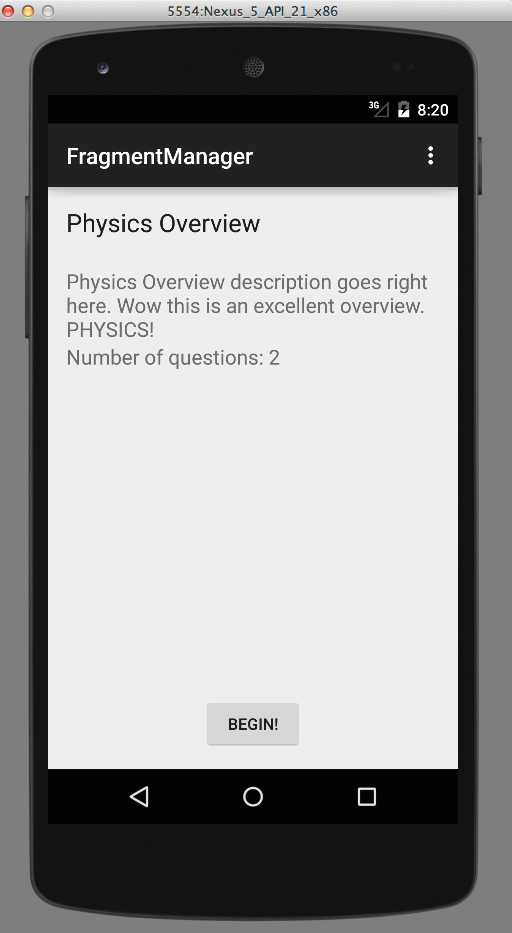 5554:Nexus_5_API_21_x86
3G 8:20
FragmentManager
Physics Overview
Physics Overview description goes right
here. Wow this is an excellent overview.
PHYSICS!
Number of questions: 2
BEGIN!